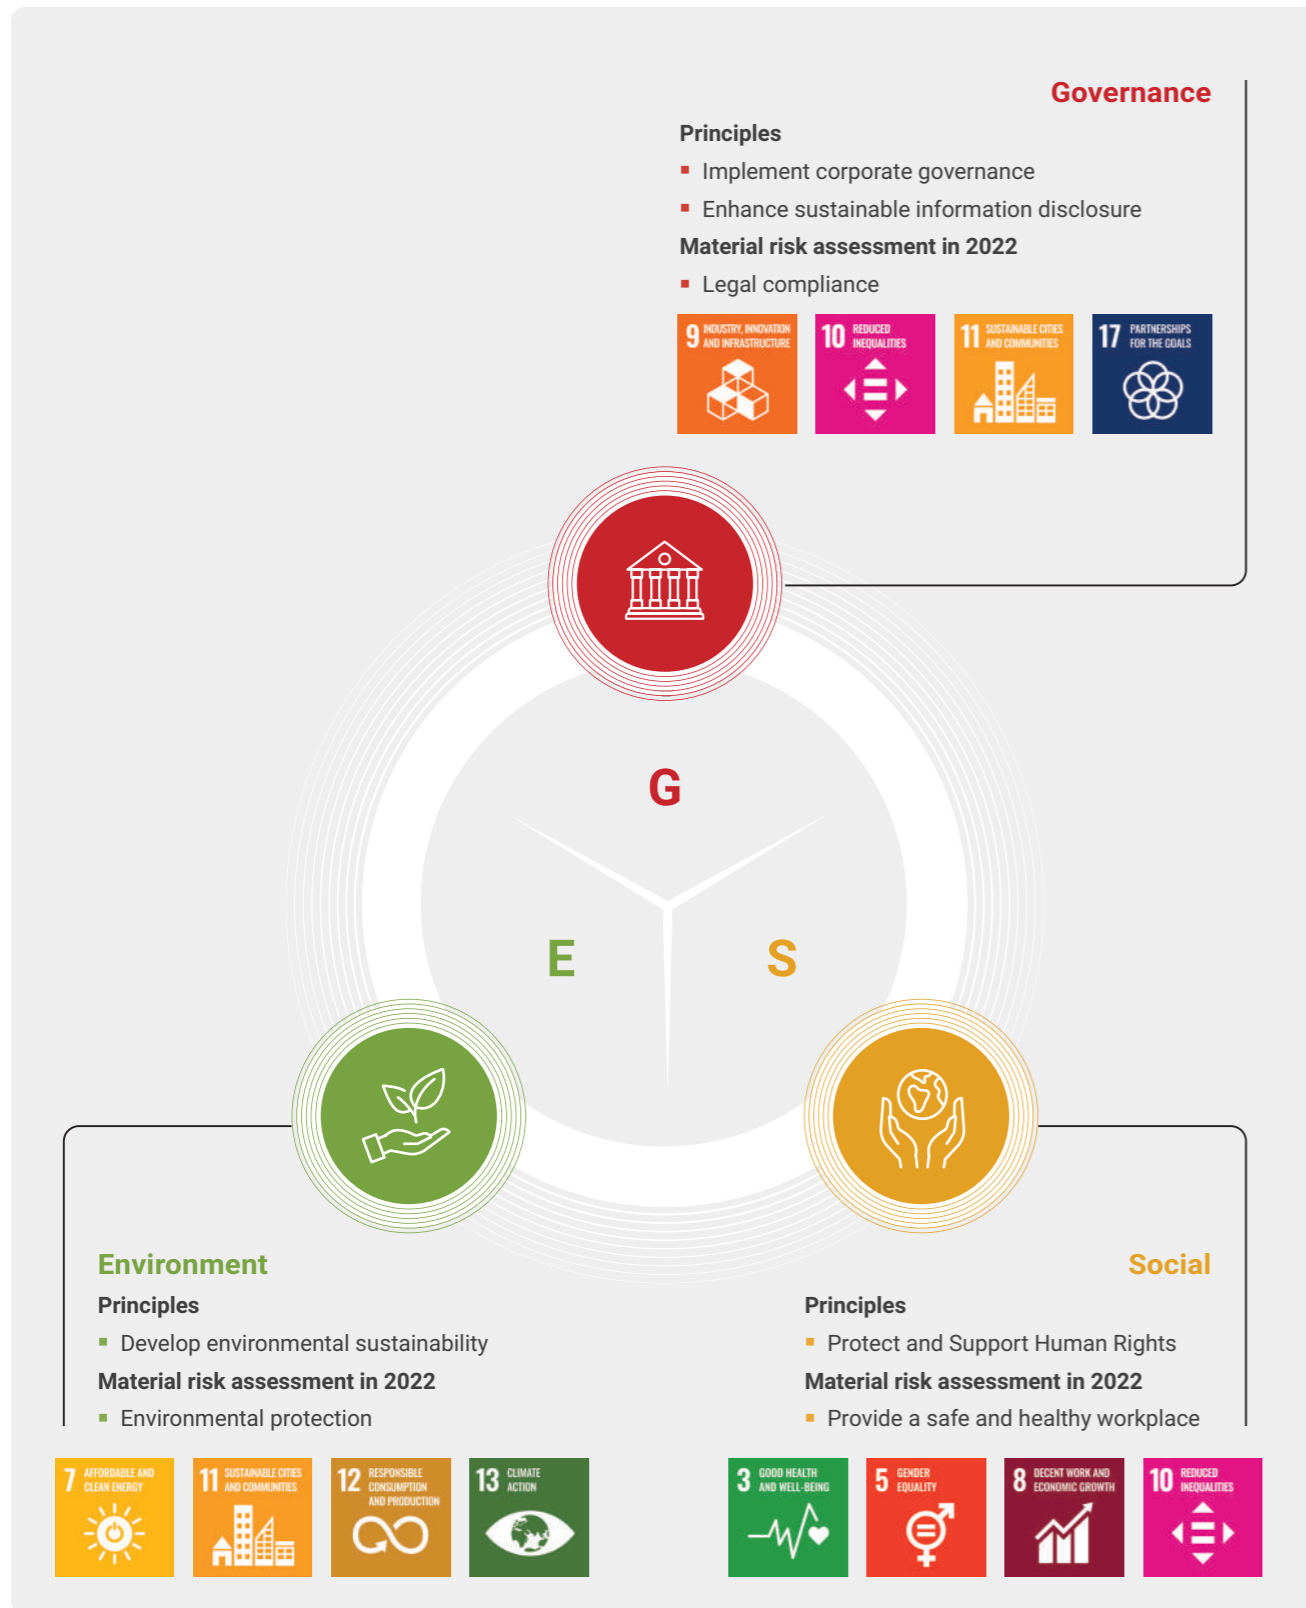 Governance
Principles
▪ Implement corporate governance
▪ Enhance sustainable information disclosure
Material risk assessment in 2022
▪ Legal compliance
9 INDUSTRY, INNOVATION
AND INFRASTRUCTURE
10 REDUCED
INEQUALITIES
11 SUSTAINABLE CITIES
AND COMMUNITIES
17 PARTNERSHIPS
FOR THE GOALS
G
E
S
Environment
Principles
▪ Develop environmental sustainability
Material risk assessment in 2022
▪ Environmental protection
7 AFFORDABLE AND
CLEAN ENERGY
11 SUSTAINABLE CITIES
AND COMMUNITIES
12 RESPONSIBLE
CONSUMPTION
AND PRODUCTION
13 CLIMATE
ACTION
Social
Principles
▪ Protect and Support Human Rights
Material risk assessment in 2022
▪ Provide a safe and healthy workplace
3 GOOD HEALTH
AND WELL-BEING
5 GENDER
EQUALITY
8 DECENT WORK AND
ECONOMIC GROWTH
10 REDUCED
INEQUALITIES